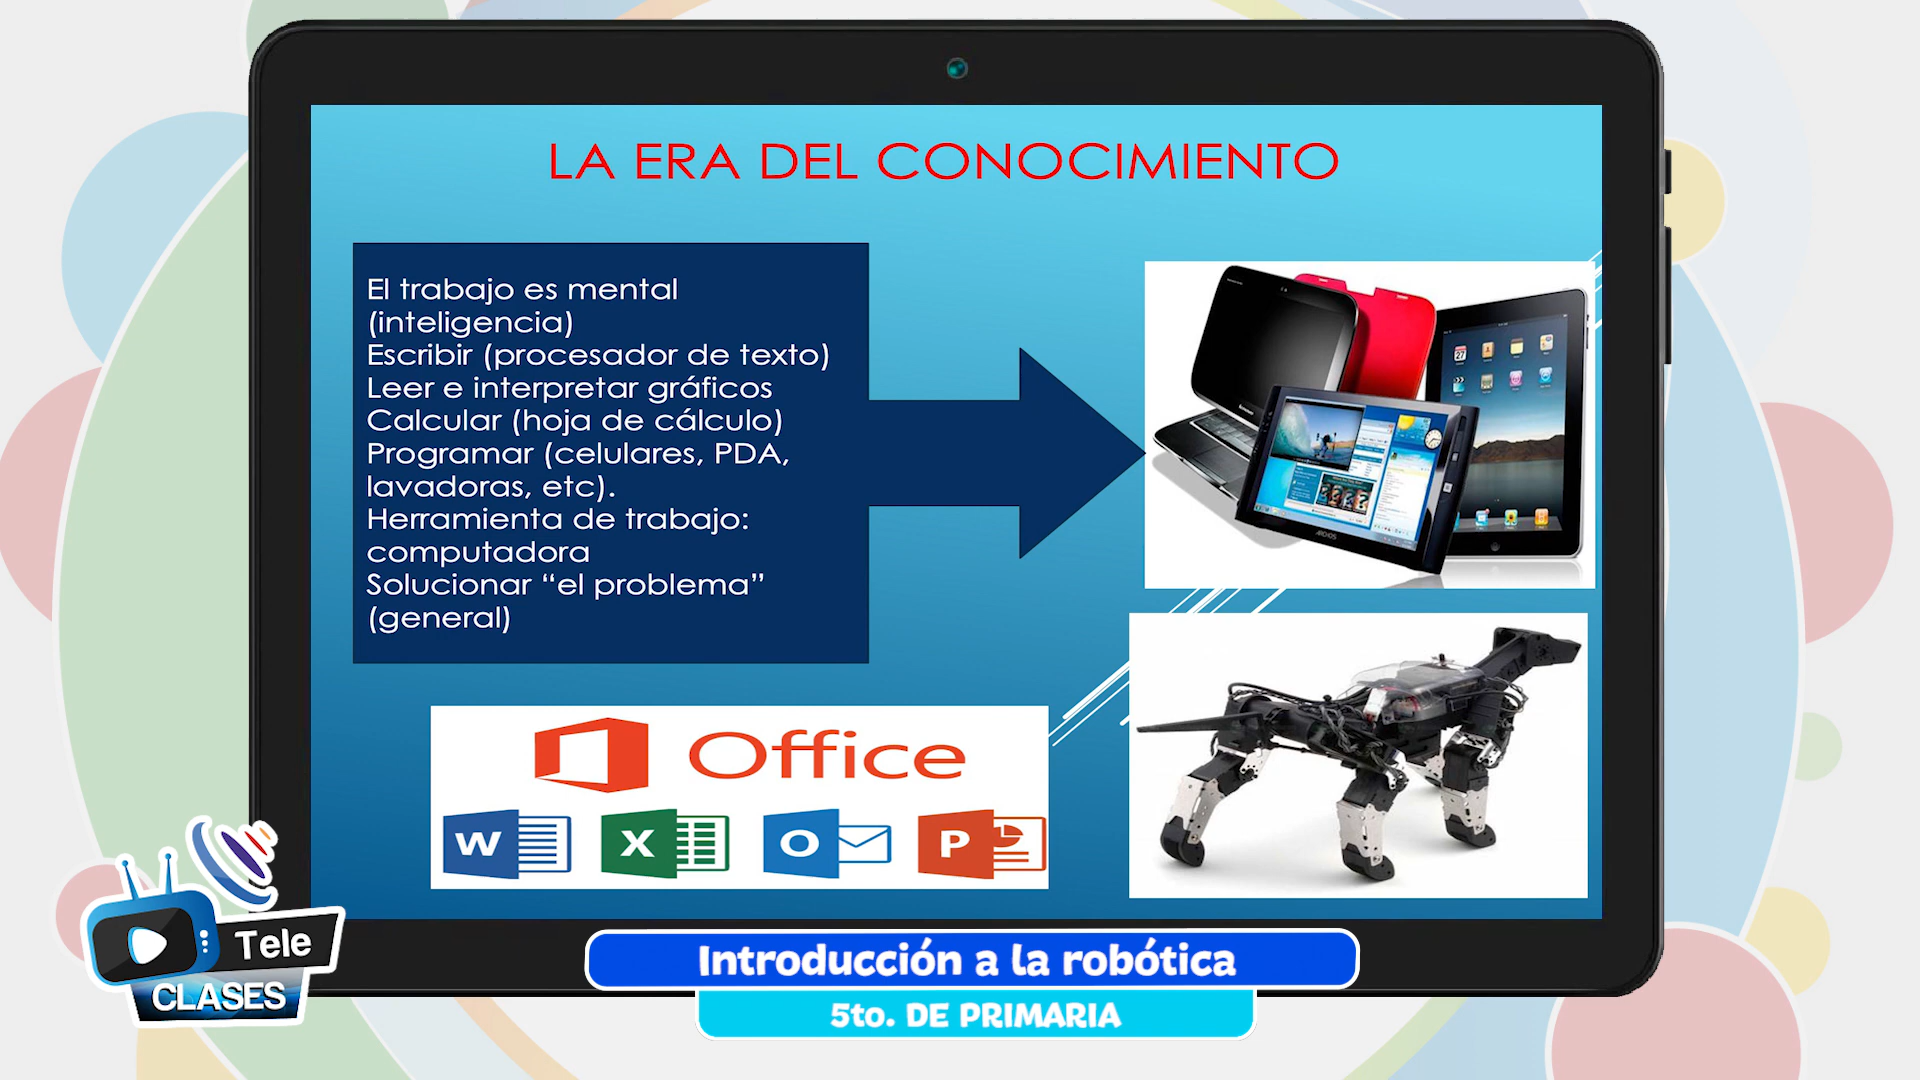 LA ERA DEL CONOCIMIENTO
El trabajo es mental
(inteligencia)
Escribir (procesador de texto)
Leer e interpretar gráficos
Calcular (hoja de cálculo)
Programar (celulares, PDA,
lavadoras, etc).
Herramienta de trabajo:
computadora
Solucionar “el problema”
(general)
ARCHOS
Office
W
X
O
P
Tele
CLASES
Introducción a la robótica
5to. DE PRIMARIA